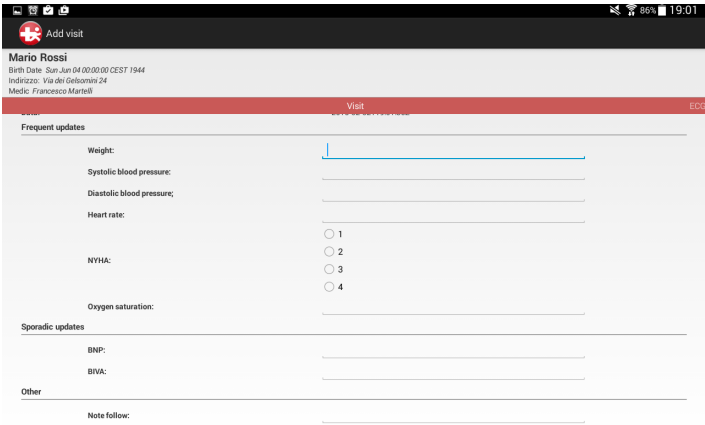 86% 19:01
Add visit
Mario Rossi
Birth Date Sun Jun 04 00:00:00 CEST 1944
Indirizzo: Via dei Gelsomini 24
Medic Francesco Martelli
Visit ECG
Frequent updates
Weight:
Systolic blood pressure:
Diastolic blood pressure;
Heart rate:
1
2
NYHA:
3
4
Oxygen saturation:
Sporadic updates
BNP:
BIVA:
Other
Note follow: